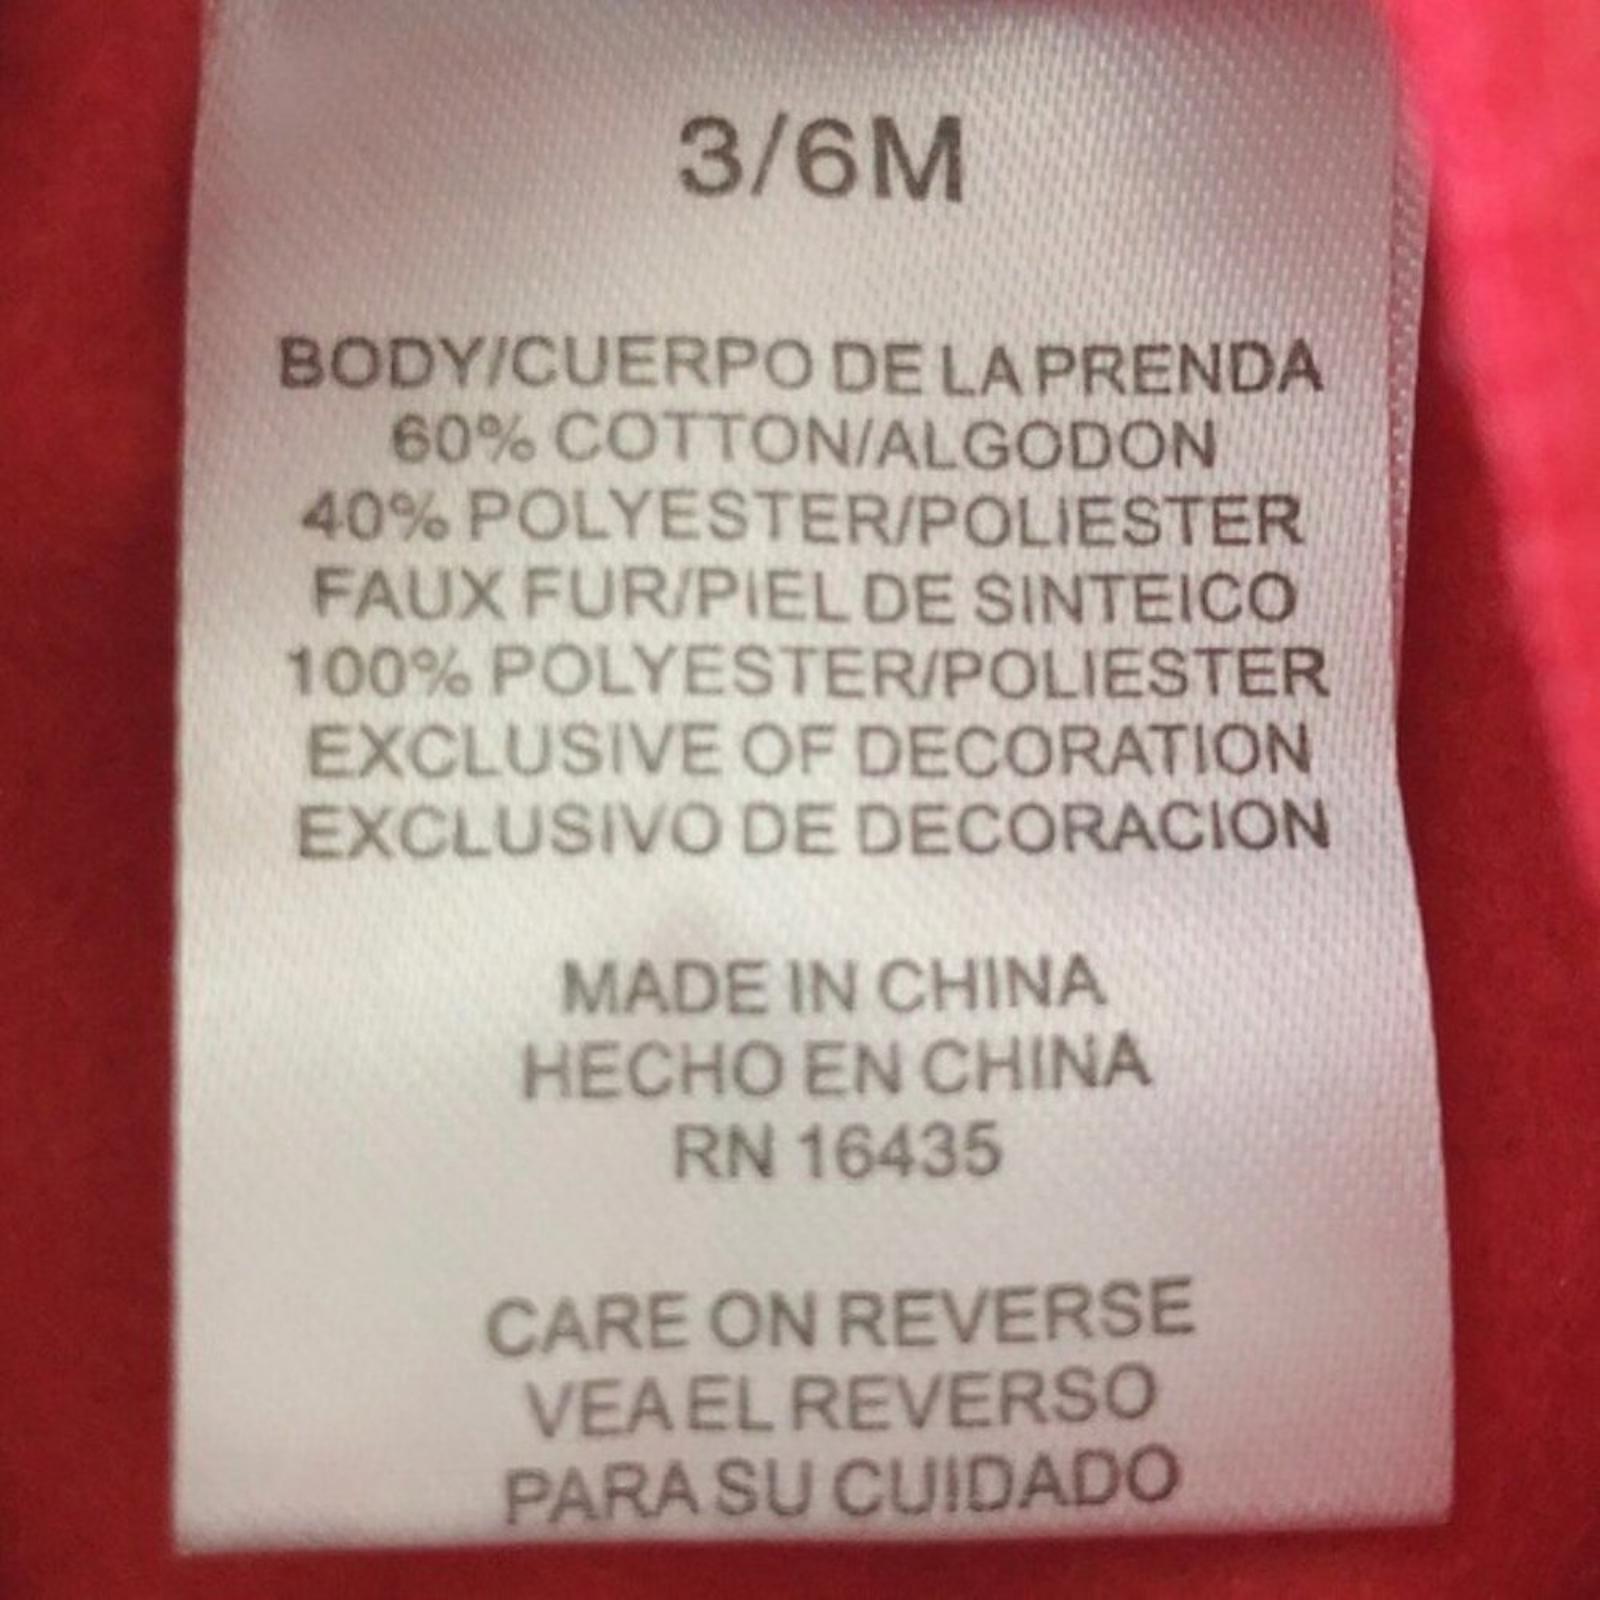 3/6M
BODY/CUERPO DE LA PRENDA
60% COTTON/ALGODON
40% POLYESTER/POLIESTER
FAUX FUR/PIEL DE SINTEICO
100% POLYESTER/POLIESTER
EXCLUSIVE OF DECORATION
EXCLUSIVO DE DECORACION
MADE IN CHINA
HECHO EN CHINA
RN 16435
CARE ON REVERSE
VEA EL REVERSO
PARA SU CUIDADO